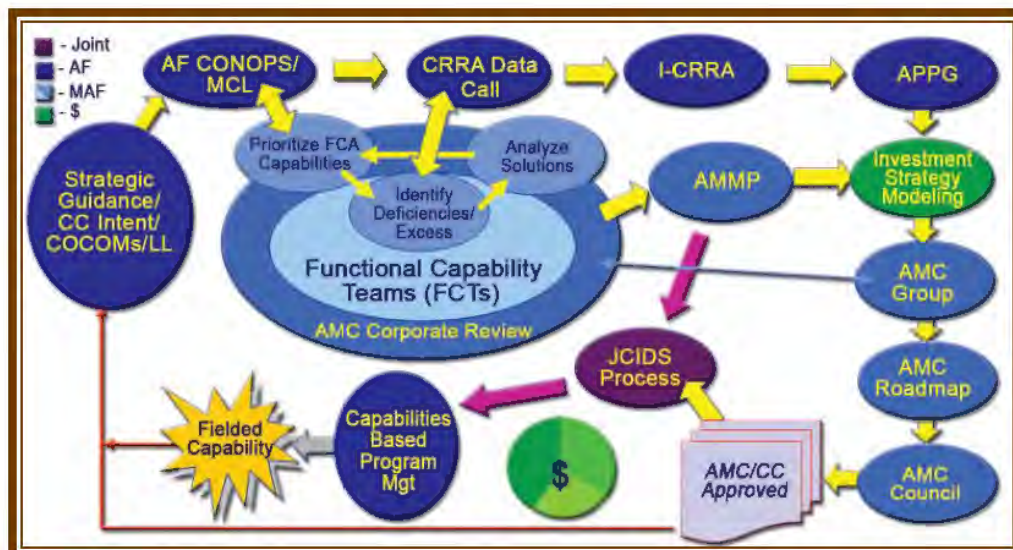 - Joint
- AF
- MAF
- $
AF CONOPS/
MCL
CRRA Data
Call
I-CRRA
APPG
Strategic
Guidance/
CC Intent/
COCOMs/LL
Prioritize FCA
Capabilities
Analyze
Solutions
Identify
Deficiencies/
Excess
Functional Capability
Teams (FCTs)
AMC Corporate Review
AMMP
Investment
Strategy
Modeling
AMC
Group
AMC
Roadmap
AMC
Council
AMC/CC
Approved
JCIDS
Process
$
Capabilities
Based
Program
Mgt
Fielded
Capability